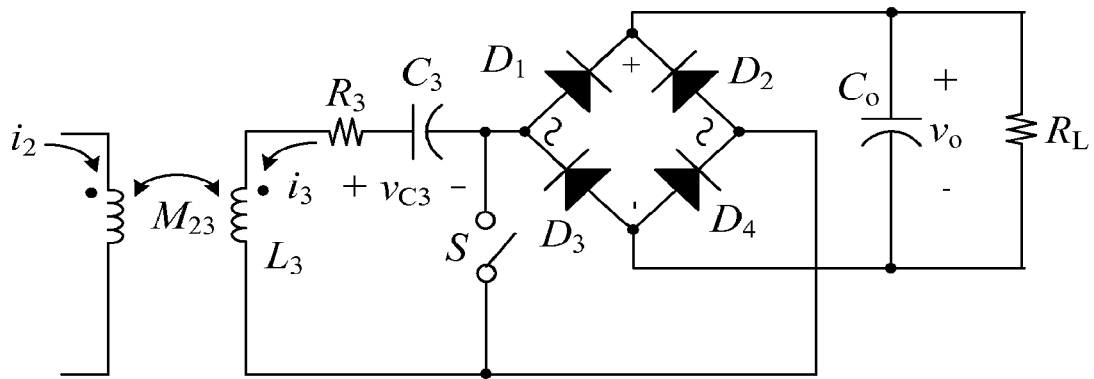 D1
+
D2
C3
R3
Co
+
i2
vo
RL
i3
+ vC3 -
M23
S
-
D3
D4
-
L3